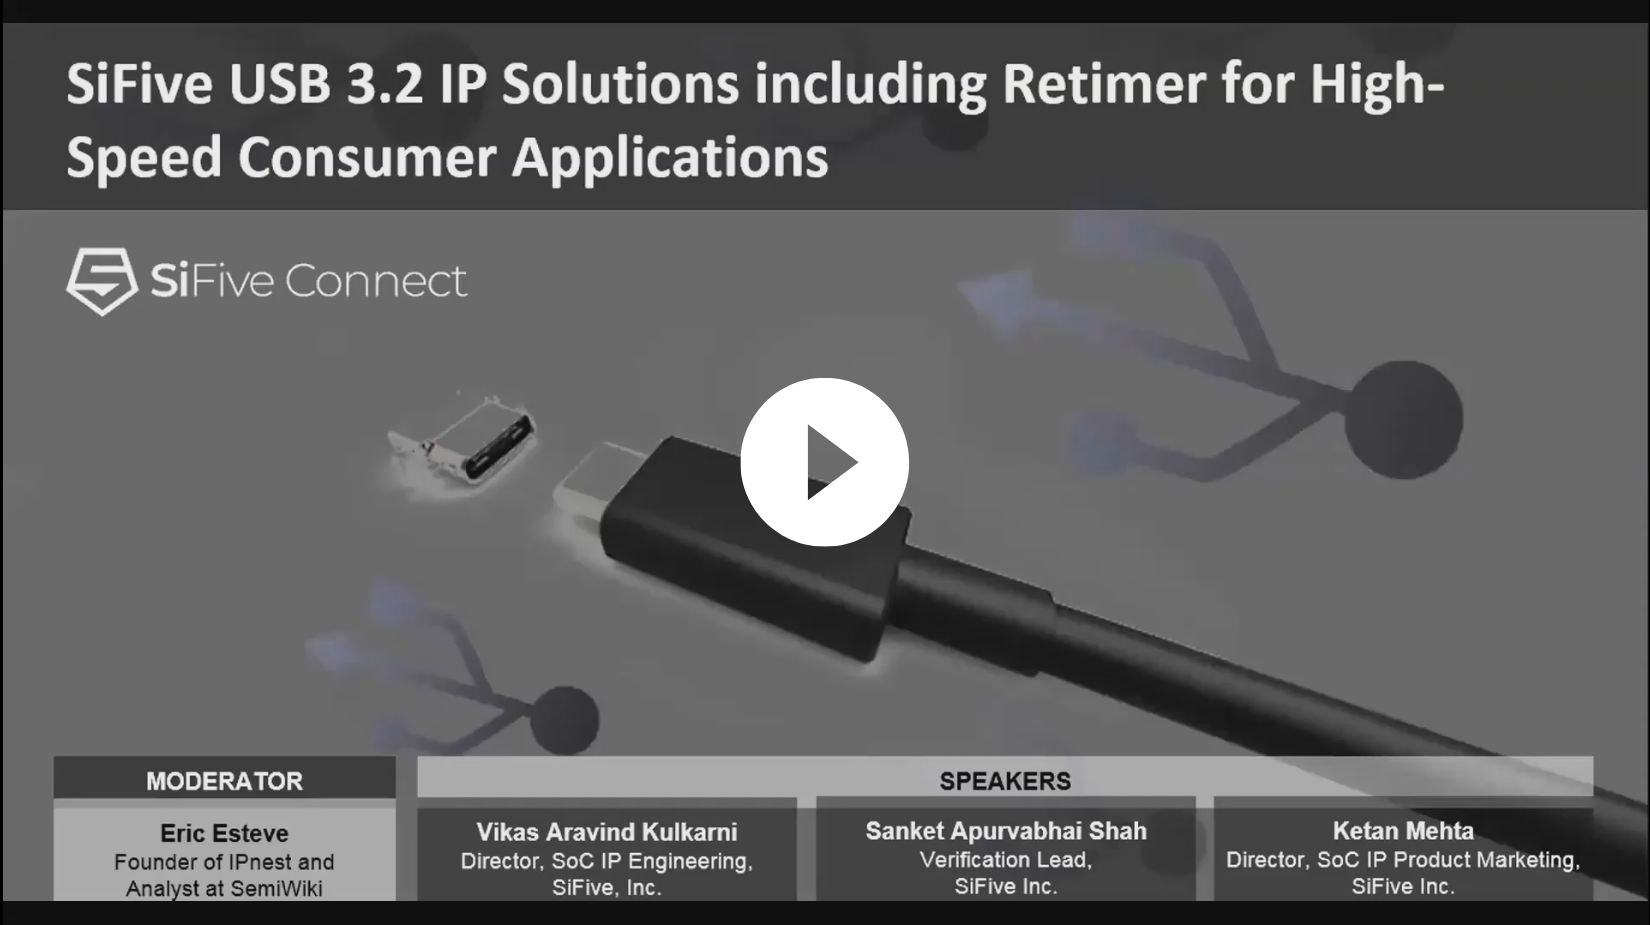 SiFive USB 3.2 IP Solutions including Retimer for High-
Speed Consumer Applications
SiFive Connect
MODERATOR
SPEAKERS
Eric Esteve
Founder of IPnest and
Analyst at SemiWiki
Vikas Aravind Kulkarni
Director, SoC IP Engineering,
SiFive, Inc.
Sanket Apurvabhai Shah
Verification Lead,
SiFive Inc.
Ketan Mehta
Director, SoC IP Product Marketing,
SiFive Inc.